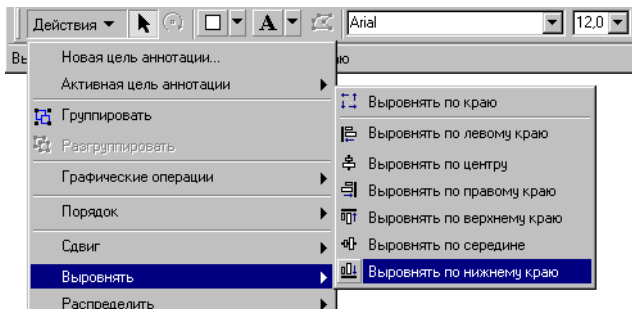 Действия
A
Arial
12,0
Вы
ю
Новая цель аннотации...
Активная цель аннотации
Группировать
Разгруппировать
Графические операции
Порядок
Сдвиг
Выровнять
Распределить
Выровнять по краю
Выровнять по левому краю
Выровнять по центру
Выровнять по правому краю
Выровнять по верхнему краю
Выровнять по середине
Выровнять по нижнему краю